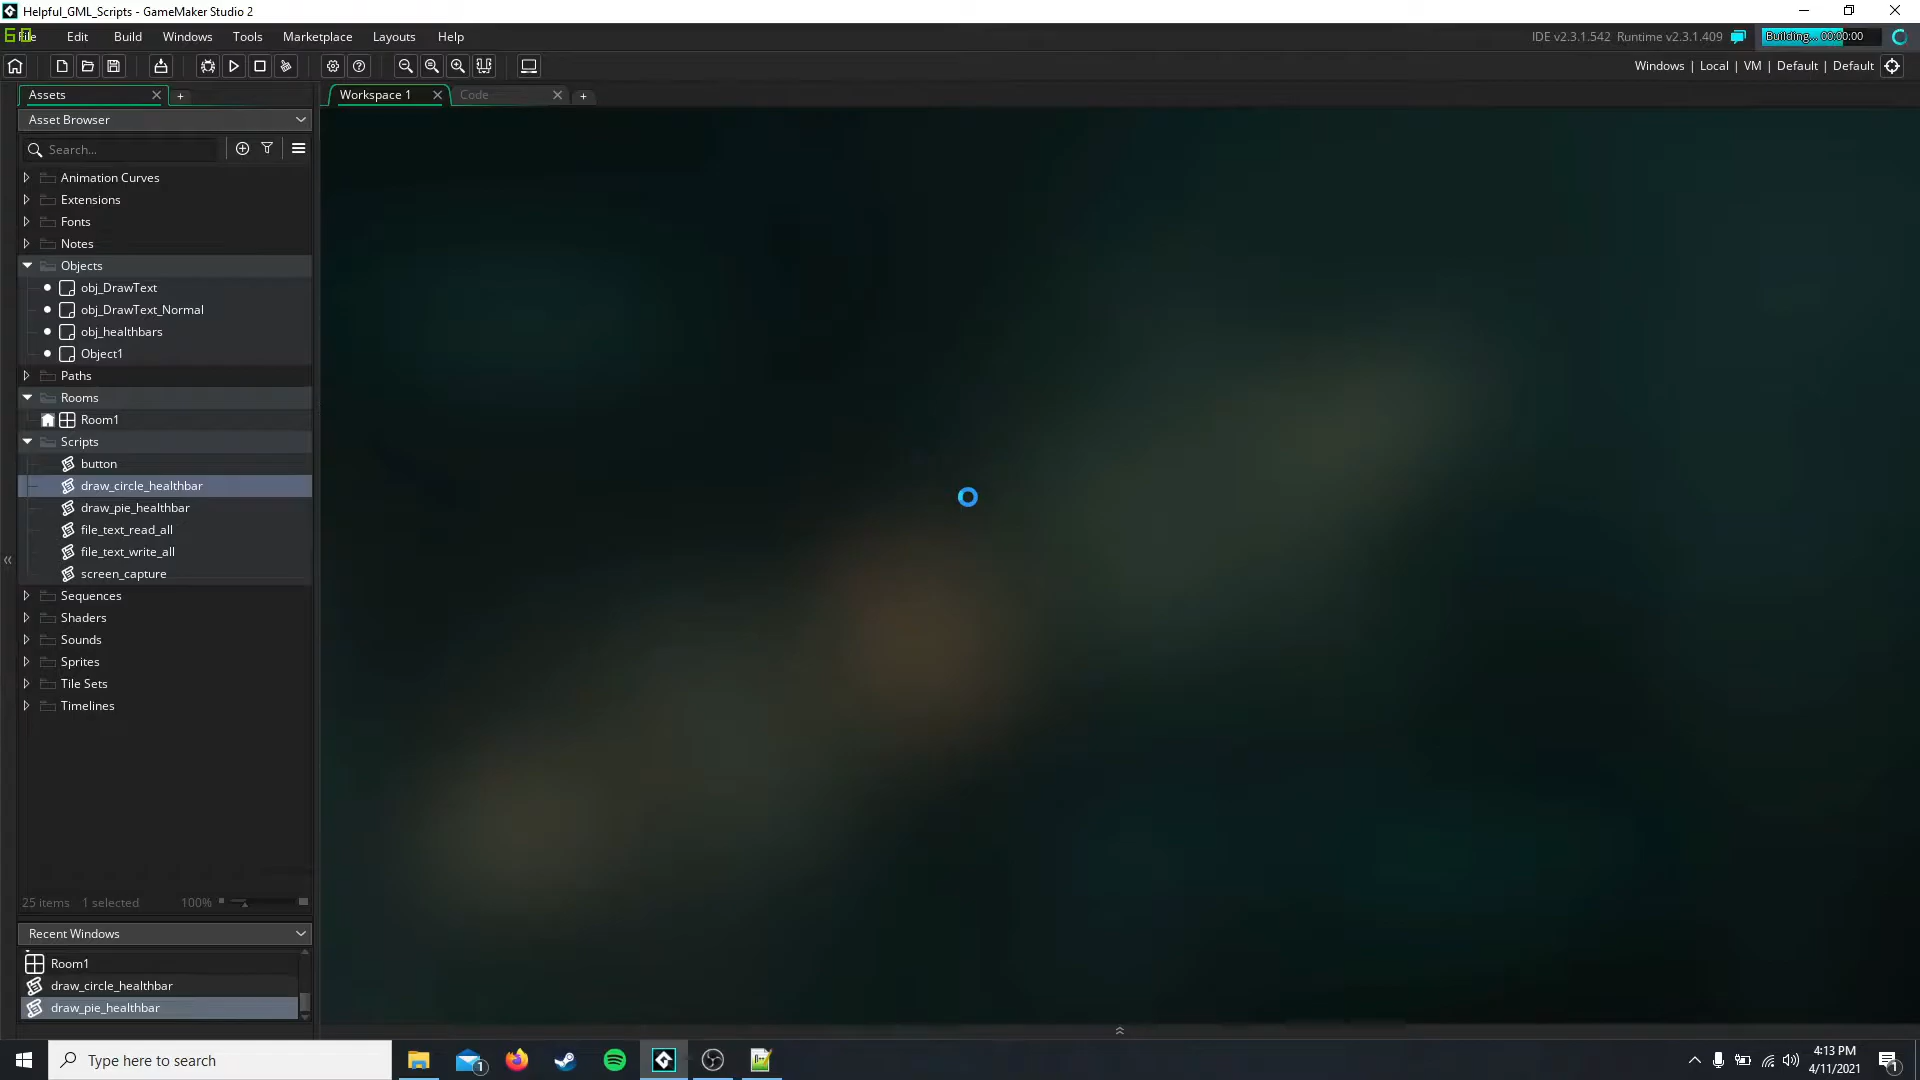 Helpful_GML_Scripts - GameMaker Studio 2
60
File Edit Build Windows Tools Marketplace Layouts Help
IDE v2.3.1.542 Runtime v2.3.1.409
Building... 00:00:00
Windows | Local | VM | Default | Default
Assets
Workspace 1
Code
Asset Browser
Search...
Animation Curves
Extensions
Fonts
Notes
Objects
obj_DrawText
obj_DrawText_Normal
obj_healthbars
Object1
Paths
Rooms
Room1
Scripts
button
draw_circle_healthbar
draw_pie_healthbar
file_text_read_all
file_text_write_all
screen_capture
Sequences
Shaders
Sounds
Sprites
Tile Sets
Timelines
25 items 1 selected 100%
Recent Windows
Room1
draw_circle_healthbar
draw_pie_healthbar
Type here to search
1
4:13 PM
4/11/2021
1